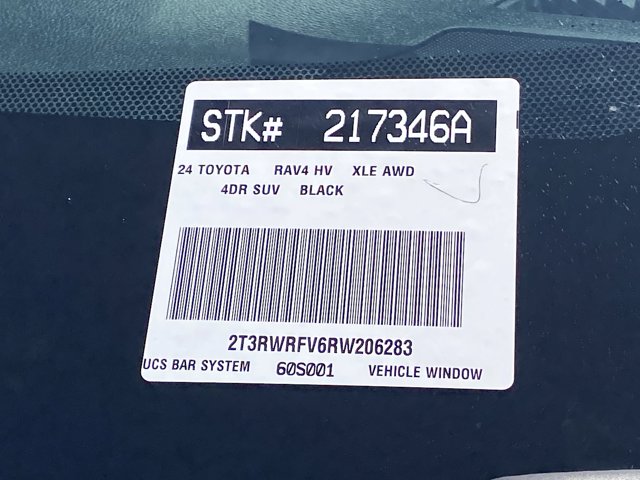 STK# 217346A
24 TOYOTA RAV4 HV XLE AWD
4DR SUV BLACK
2T3RWRFV6RW206283
UCS BAR SYSTEM 60S001 VEHICLE WINDOW